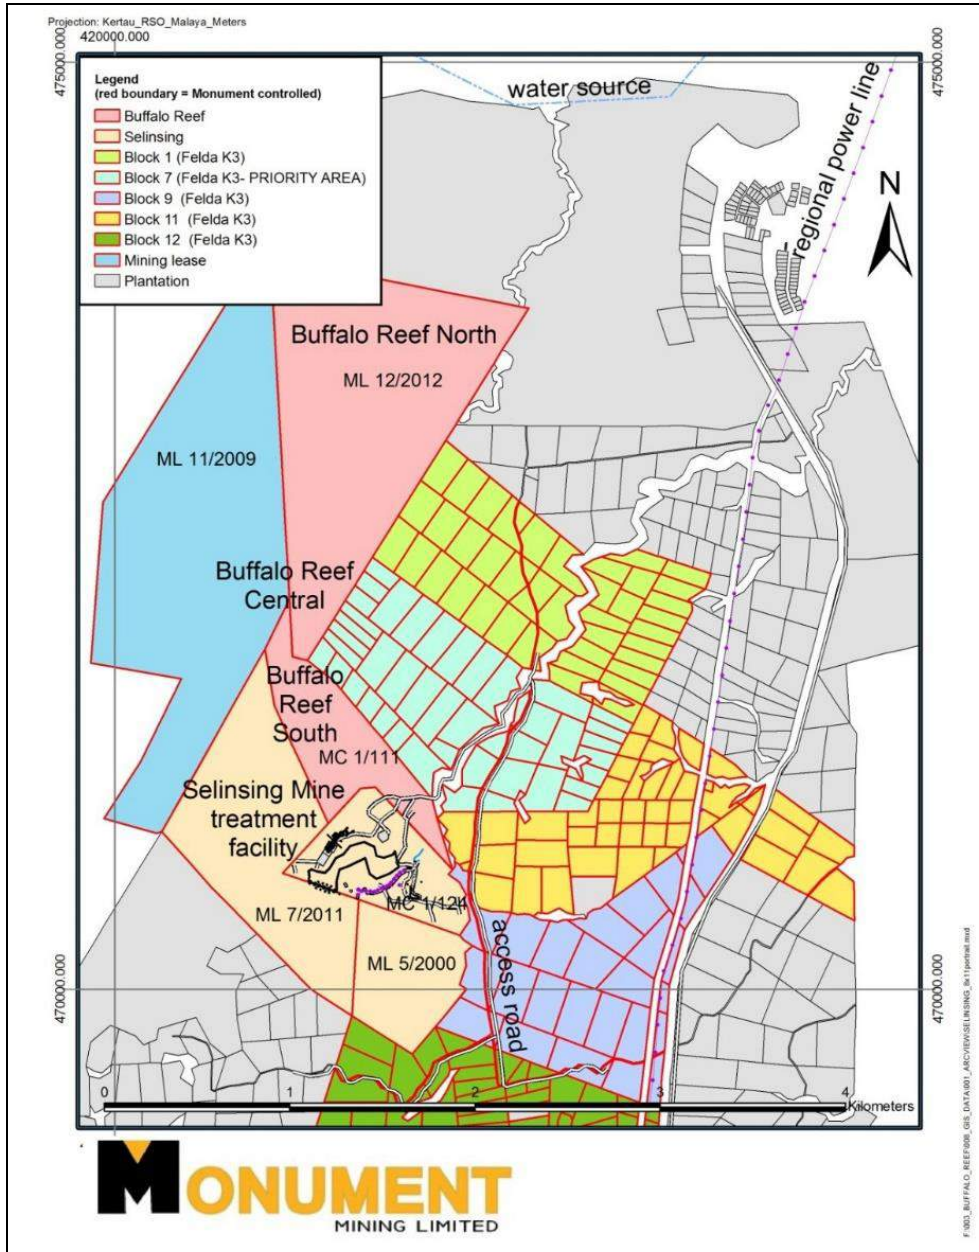 Projection: Kertau_RSO_Malaya_Meters
420000.000
475000.000
475000.000
Legend
(red boundary = Monument controlled)
Buffalo Reef
Selinsing
Block 1 (Felda K3)
Block 7 (Felda K3- PRIORITY AREA)
Block 9 (Felda K3)
Block 11 (Felda K3)
Block 12 (Felda K3)
Mining lease
Plantation
water source
regional power line
N
Buffalo Reef North
ML 12/2012
ML 11/2009
Buffalo Reef
Central
Buffalo
Reef
South
MC 1/111
Selinsing Mine
treatment
facility
MC 1/124
ML 7/2011
ML 5/2000
access road
470000.000
470000.000
0 1 2 3 4
Kilometers
MONUMENT
MINING LIMITED